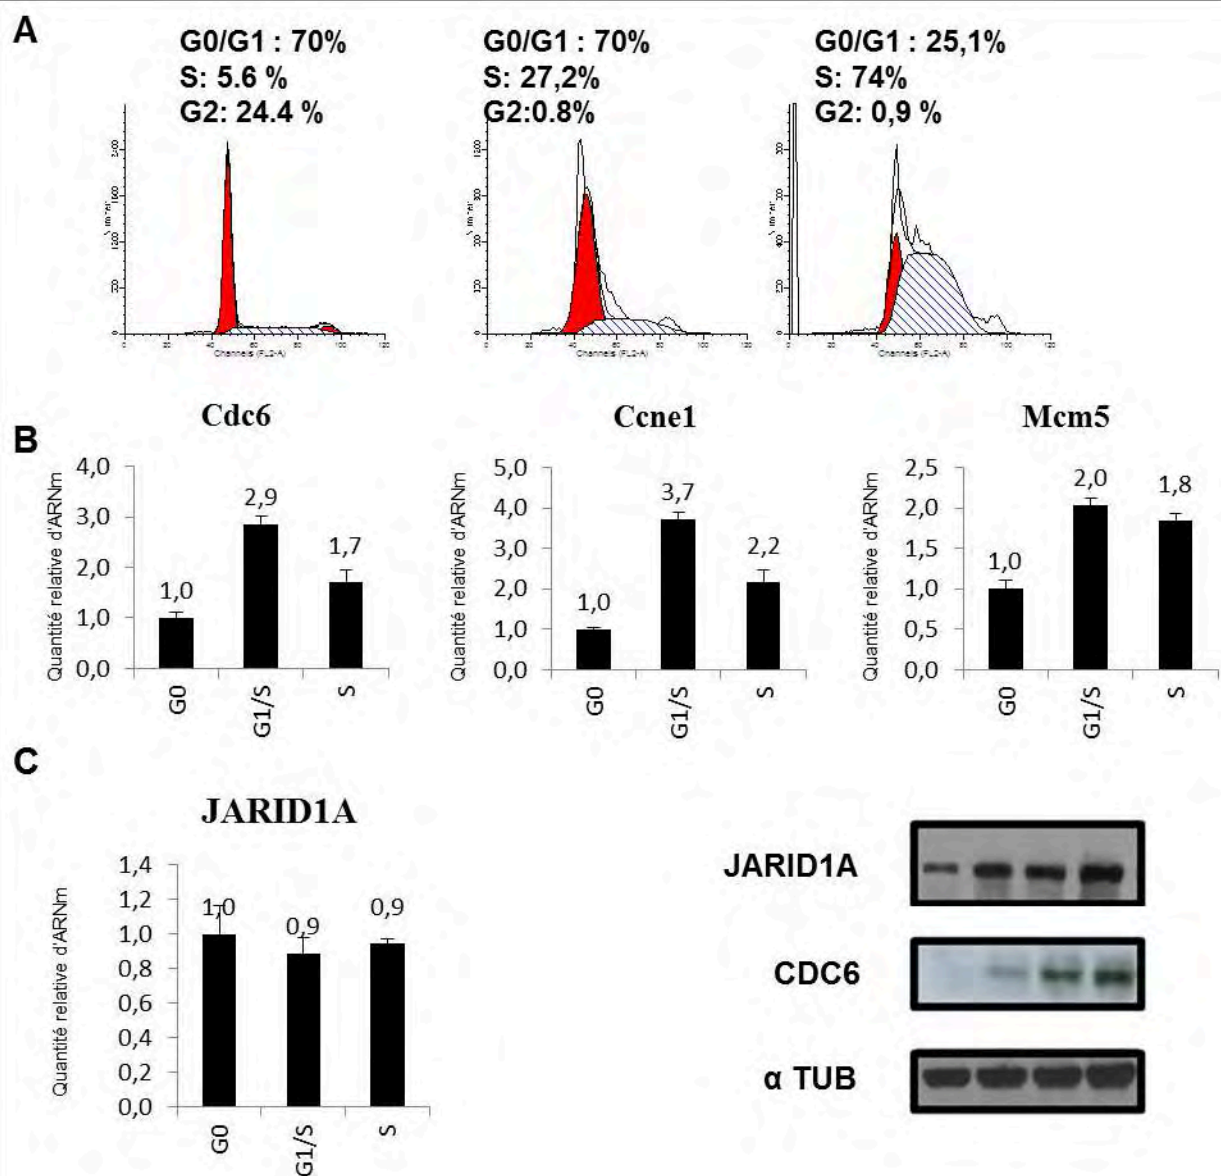 A
G0/G1 : 70%
S: 5.6 %
G2: 24.4 %
G0/G1 : 70%
S: 27,2%
G2:0.8%
G0/G1 : 25,1%
S: 74%
G2: 0,9 %
Channels (FL2-A)
Channels (FL2-A)
Channels (FL2-A)
B
Cdc6
Quantité relative d'ARNm
4,0
3,0
2,0
1,0
0,0
1,0
2,9
1,7
G0
G1/S
S
Ccne1
Quantité relative d'ARNm
5,0
4,0
3,0
2,0
1,0
0,0
1,0
3,7
2,2
G0
G1/S
S
Mcm5
Quantité relative d'ARNm
2,5
2,0
1,5
1,0
0,5
0,0
1,0
2,0
1,8
G0
G1/S
S
C
JARID1A
Quantité relative d'ARNm
1,4
1,2
1,0
0,8
0,6
0,4
0,2
0,0
1,0
0,9
0,9
G0
G1/S
S
JARID1A
CDC6
α TUB